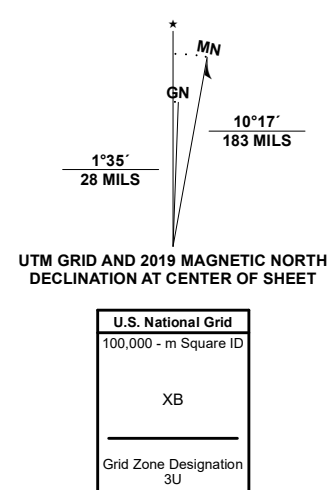 ★
MN
GN
1°35´
28 MILS
10°17´
183 MILS
UTM GRID AND 2019 MAGNETIC NORTH
DECLINATION AT CENTER OF SHEET
U.S. National Grid
100,000 - m Square ID
XB
Grid Zone Designation
3U